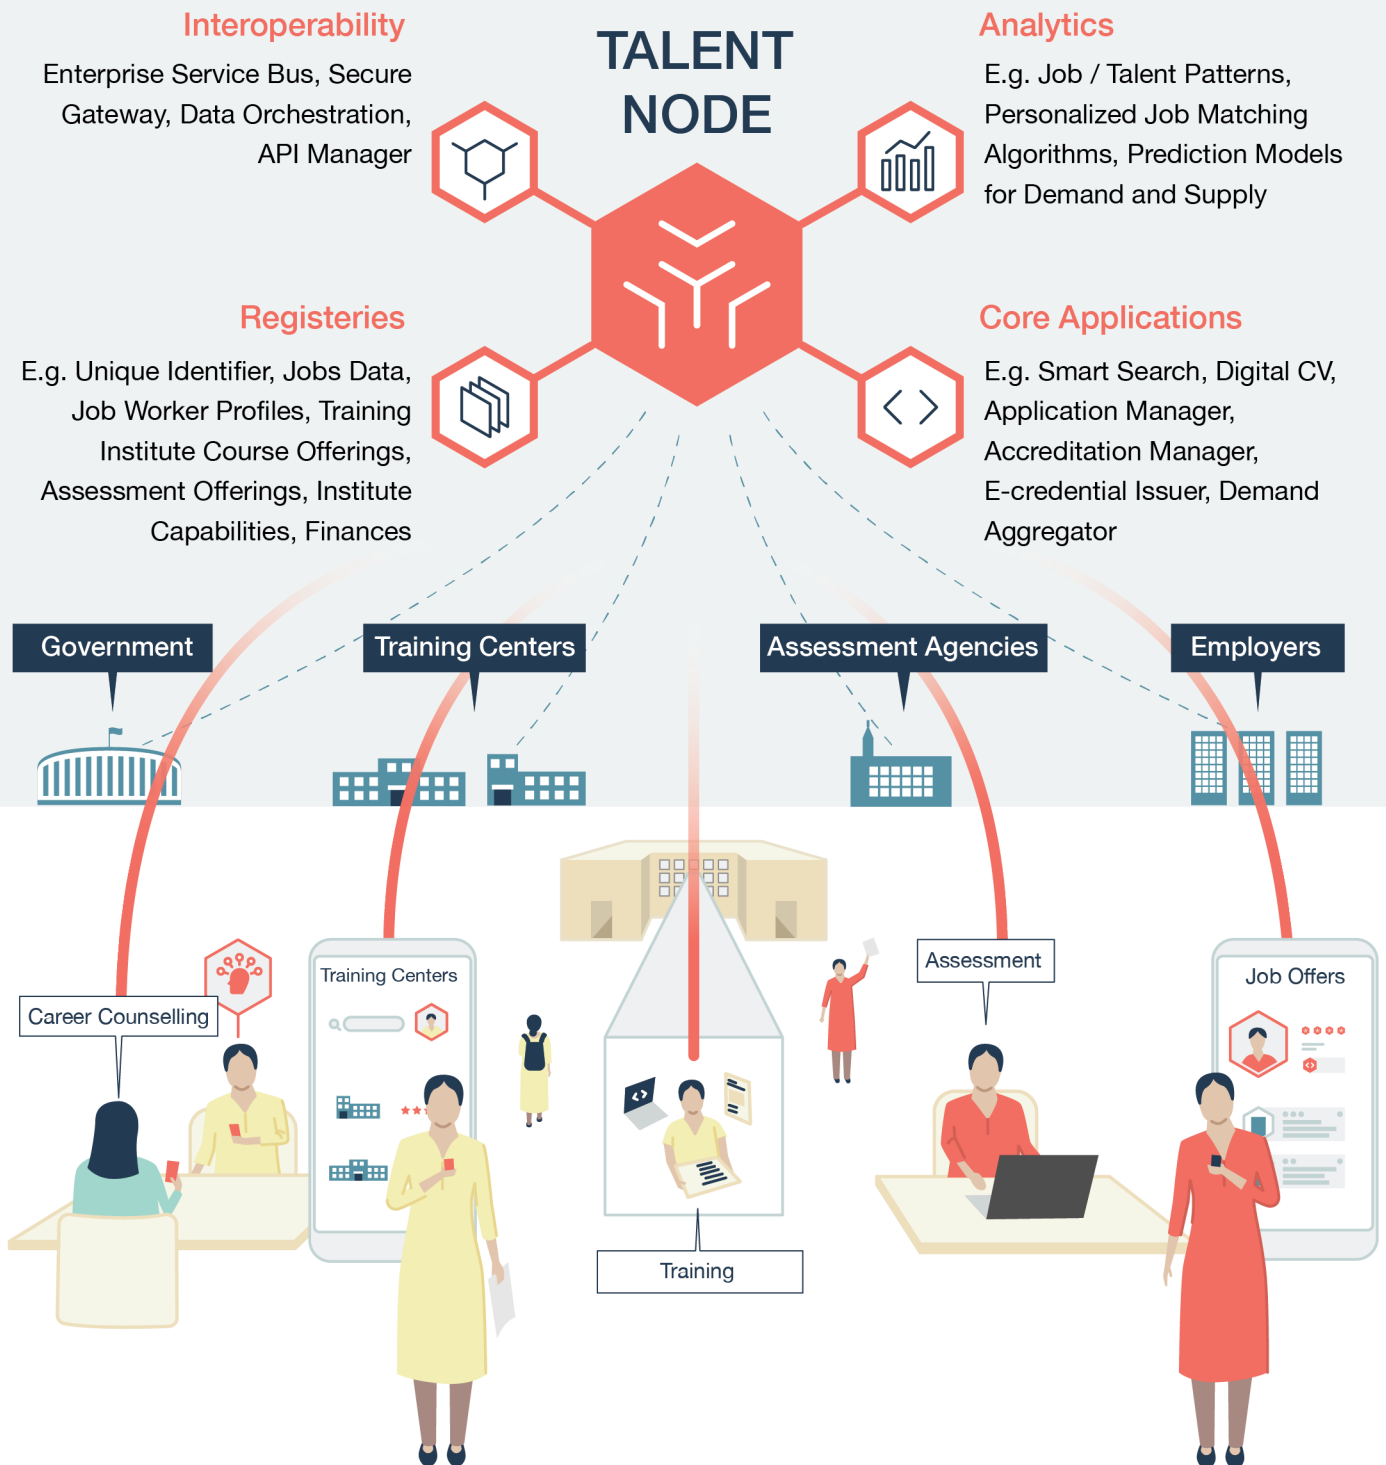 TALENT
NODE
Interoperability
Enterprise Service Bus, Secure
Gateway, Data Orchestration,
API Manager
Analytics
E.g. Job / Talent Patterns,
Personalized Job Matching
Algorithms, Prediction Models
for Demand and Supply
Registeries
E.g. Unique Identifier, Jobs Data,
Job Worker Profiles, Training
Institute Course Offerings,
Assessment Offerings, Institute
Capabilities, Finances
Core Applications
E.g. Smart Search, Digital CV,
Application Manager,
Accreditation Manager,
E-credential Issuer, Demand
Aggregator
Government
Training Centers
Assessment Agencies
Employers
Career Counselling
Training Centers
Training
Assessment
Job Offers